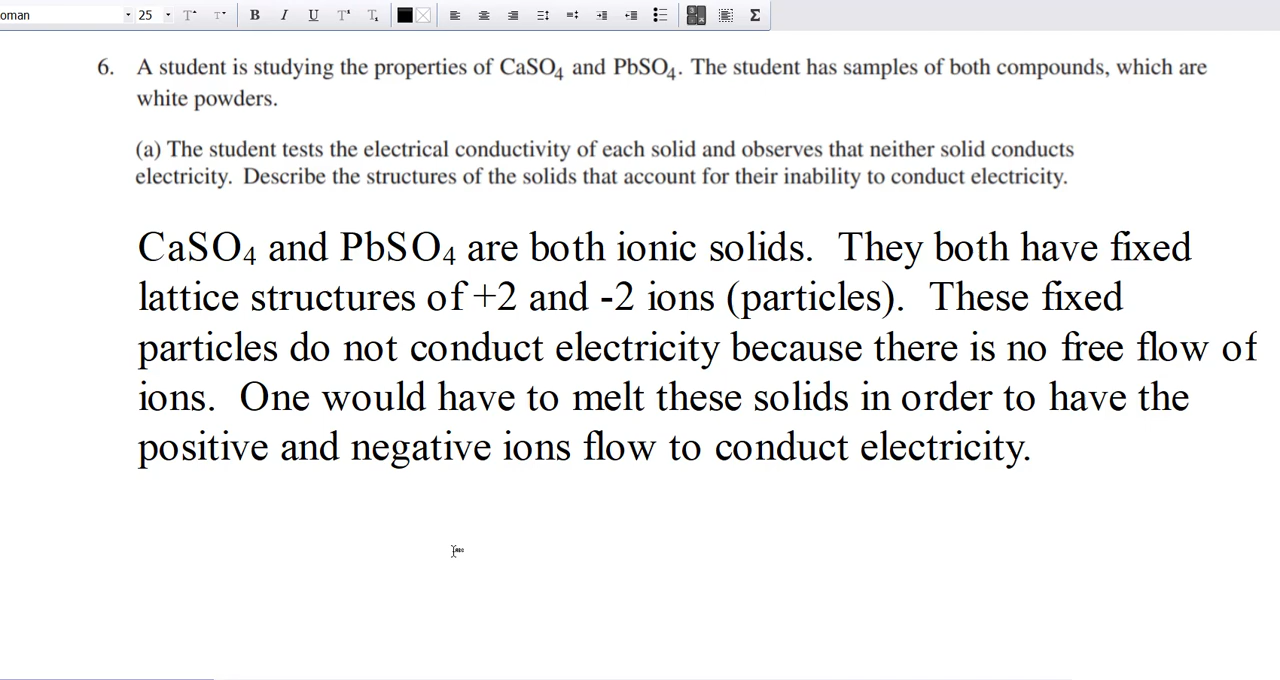 oman 25 T T B I U T T Σ
6. A student is studying the properties of CaSO₄ and PbSO₄. The student has samples of both compounds, which are
white powders.
(a) The student tests the electrical conductivity of each solid and observes that neither solid conducts
electricity. Describe the structures of the solids that account for their inability to conduct electricity.
CaSO₄ and PbSO₄ are both ionic solids. They both have fixed
lattice structures of +2 and -2 ions (particles). These fixed
particles do not conduct electricity because there is no free flow of
ions. One would have to melt these solids in order to have the
positive and negative ions flow to conduct electricity.